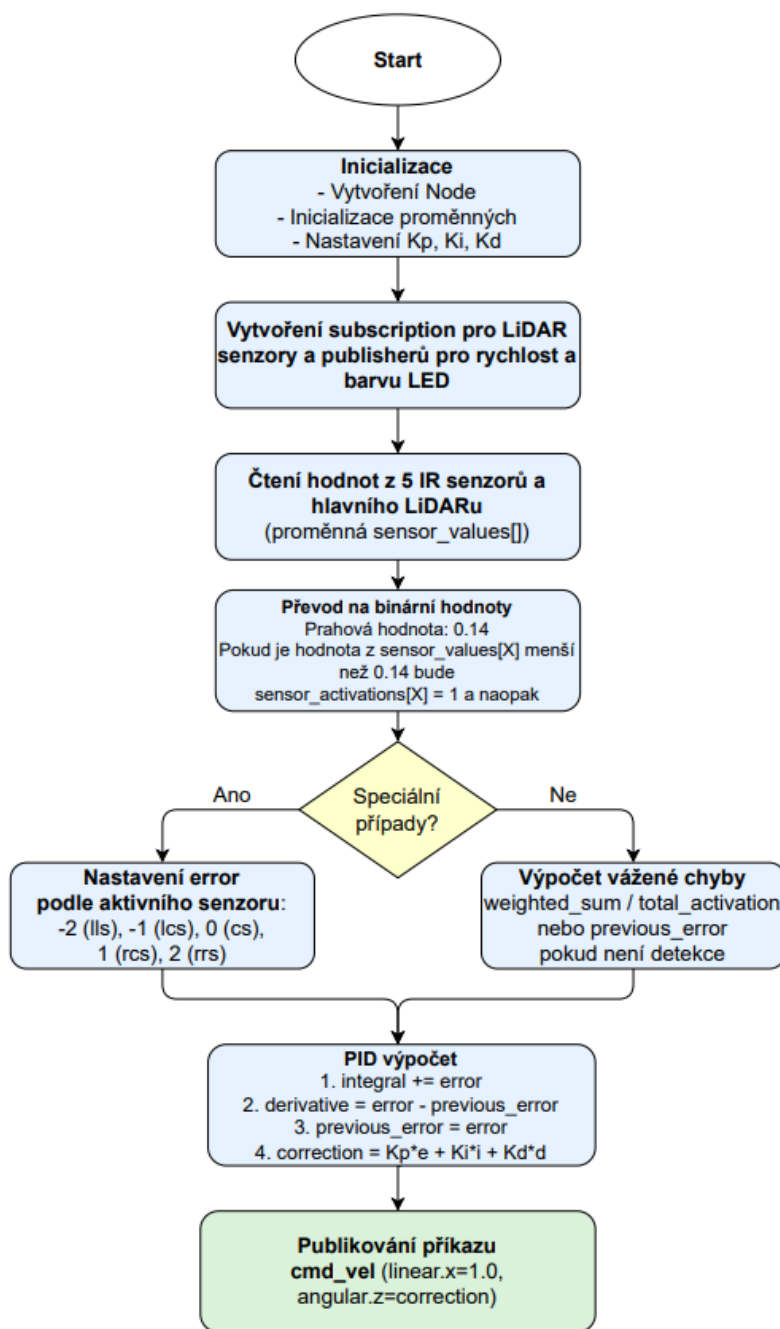 Start
Inicializace
- Vytvoření Node
- Inicializace proměnných
- Nastavení Kp, Ki, Kd
Vytvoření subscription pro LiDAR
senzory a publisherů pro rychlost a
barvu LED
Čtení hodnot z 5 IR senzorů a
hlavního LiDARu
(proměnná sensor_values[])
Převod na binární hodnoty
Prahová hodnota: 0.14
Pokud je hodnota z sensor_values[X] menší
než 0.14 bude
sensor_activations[X] = 1 a naopak
Speciální
případy?
Ano
Ne
Nastavení error
podle aktivního senzoru:
-2 (lls), -1 (lcs), 0 (cs),
1 (rcs), 2 (rrs)
Výpočet vážené chyby
weighted_sum / total_activation
nebo previous_error
pokud není detekce
PID výpočet
1. integral += error
2. derivative = error - previous_error
3. previous_error = error
4. correction = Kp*e + Ki*i + Kd*d
Publikování příkazu
cmd_vel (linear.x=1.0,
angular.z=correction)